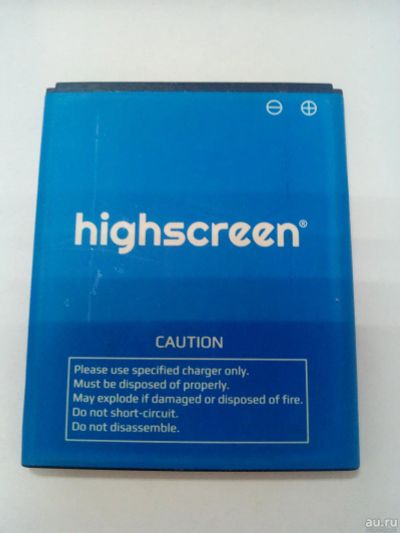 ⊖ ⊕
highscreen®
CAUTION
Please use specified charger only.
Must be disposed of properly.
May explode if damaged or disposed of fire.
Do not short-circuit.
Do not disassemble.
au.ru